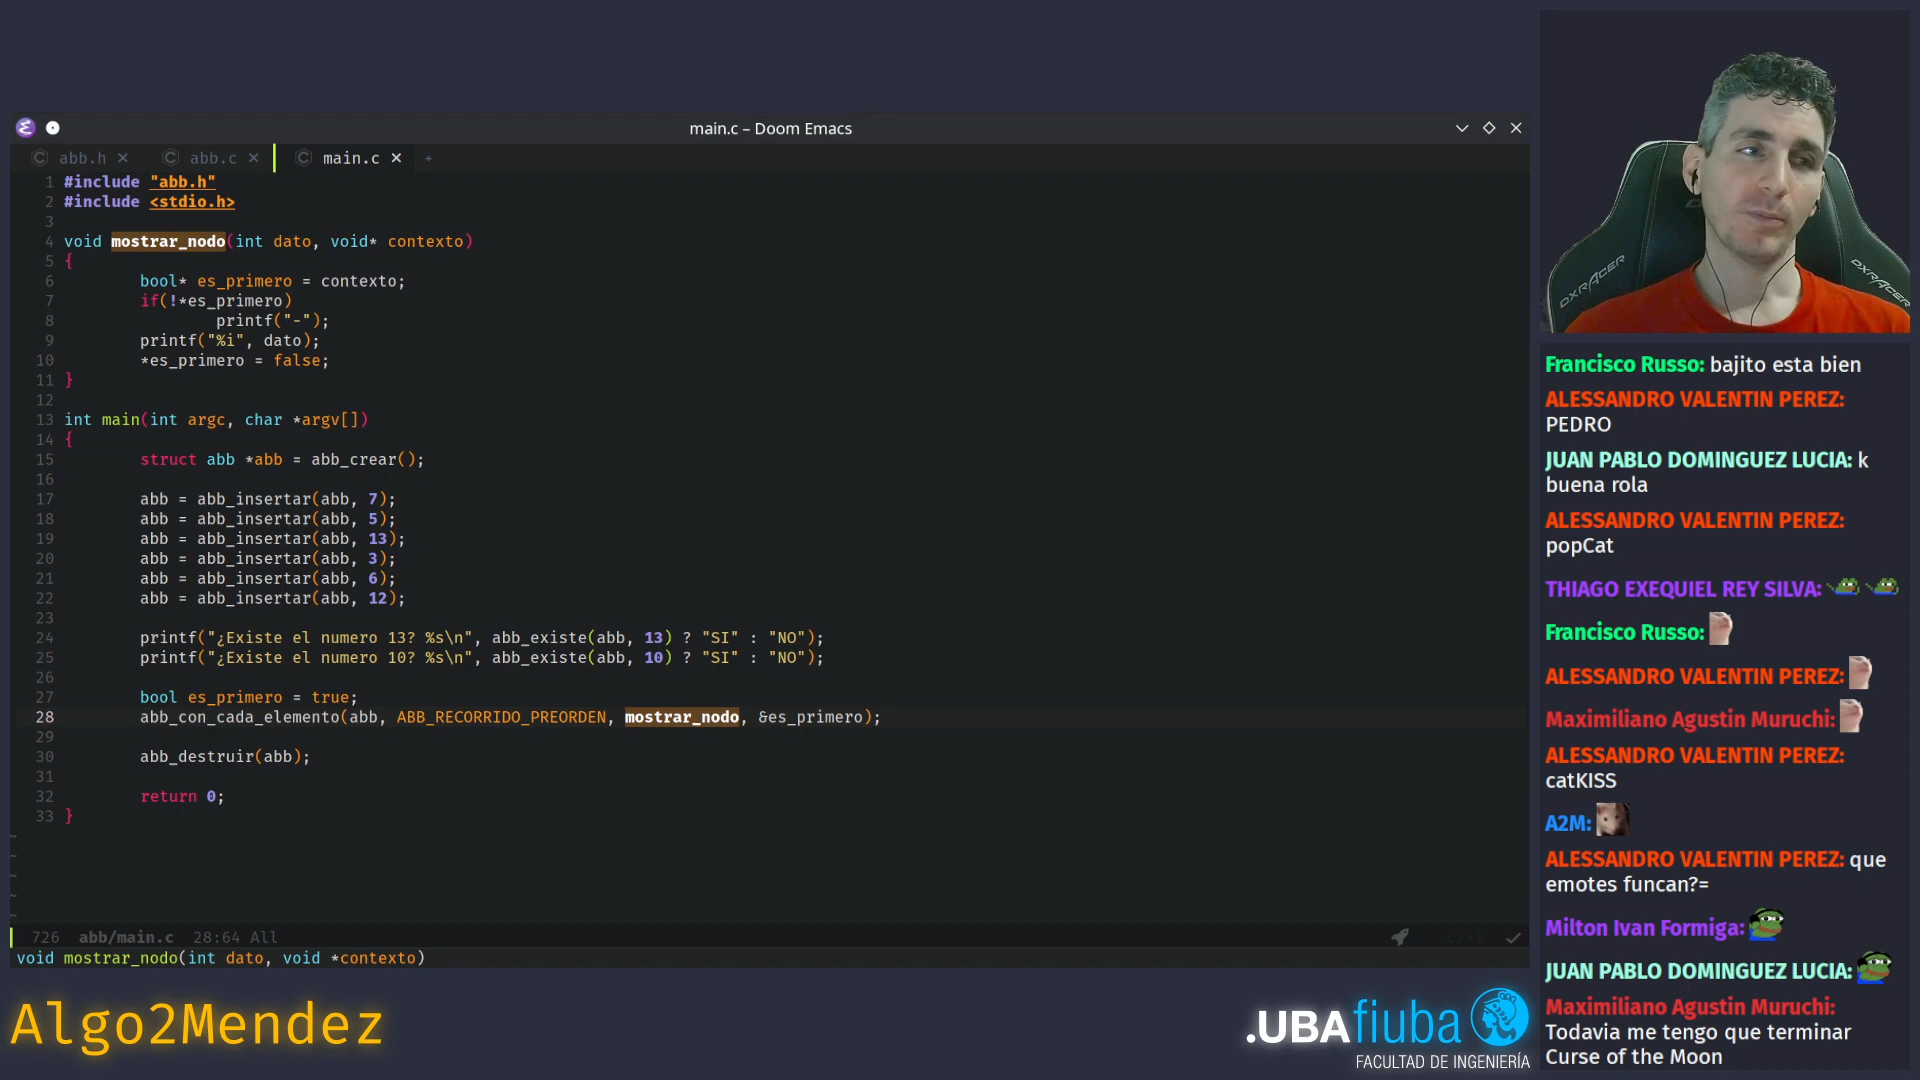 main.c – Doom Emacs
abb.h
abb.c
main.c
+
1 #include "abb.h"
2 #include <stdio.h>
3
4 void mostrar_nodo(int dato, void* contexto)
5 {
6 bool* es_primero = contexto;
7 if(!*es_primero)
8 printf("-");
9 printf("%i", dato);
10 *es_primero = false;
11 }
12
13 int main(int argc, char *argv[])
14 {
15 struct abb *abb = abb_crear();
16
17 abb = abb_insertar(abb, 7);
18 abb = abb_insertar(abb, 5);
19 abb = abb_insertar(abb, 13);
20 abb = abb_insertar(abb, 3);
21 abb = abb_insertar(abb, 6);
22 abb = abb_insertar(abb, 12);
23
24 printf("¿Existe el numero 13? %s\n", abb_existe(abb, 13) ? "SI" : "NO");
25 printf("¿Existe el numero 10? %s\n", abb_existe(abb, 10) ? "SI" : "NO");
26
27 bool es_primero = true;
28 abb_con_cada_elemento(abb, ABB_RECORRIDO_PREORDEN, mostrar_nodo, &es_primero);
29
30 abb_destruir(abb);
31
32 return 0;
33 }
~
~
~
~
~
726 abb/main.c 28:64 All
void mostrar_nodo(int dato, void *contexto)
Algo2Mendez
.UBAfiuba
FACULTAD DE INGENIERÍA
DXRACER
DXRACER
Francisco Russo: bajito esta bien
ALESSANDRO VALENTIN PEREZ:
PEDRO
JUAN PABLO DOMINGUEZ LUCIA: k
buena rola
ALESSANDRO VALENTIN PEREZ:
popCat
THIAGO EXEQUIEL REY SILVA:
Francisco Russo:
ALESSANDRO VALENTIN PEREZ:
Maximiliano Agustin Muruchi:
ALESSANDRO VALENTIN PEREZ:
catKISS
A2M:
ALESSANDRO VALENTIN PEREZ: que
emotes funcan?=
Milton Ivan Formiga:
JUAN PABLO DOMINGUEZ LUCIA:
Maximiliano Agustin Muruchi:
Todavia me tengo que terminar
Curse of the Moon